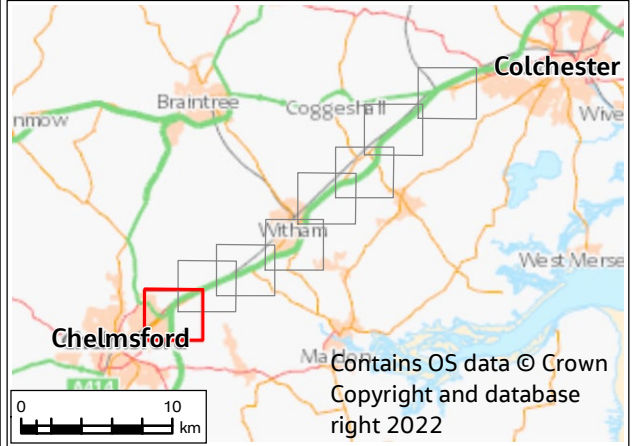 Colchester
Braintree
Coggeshall
nmow
Wive
Witham
West Merse
Chelmsford
Contains OS data © Crown
Copyright and database
right 2022
A414
0 10
km